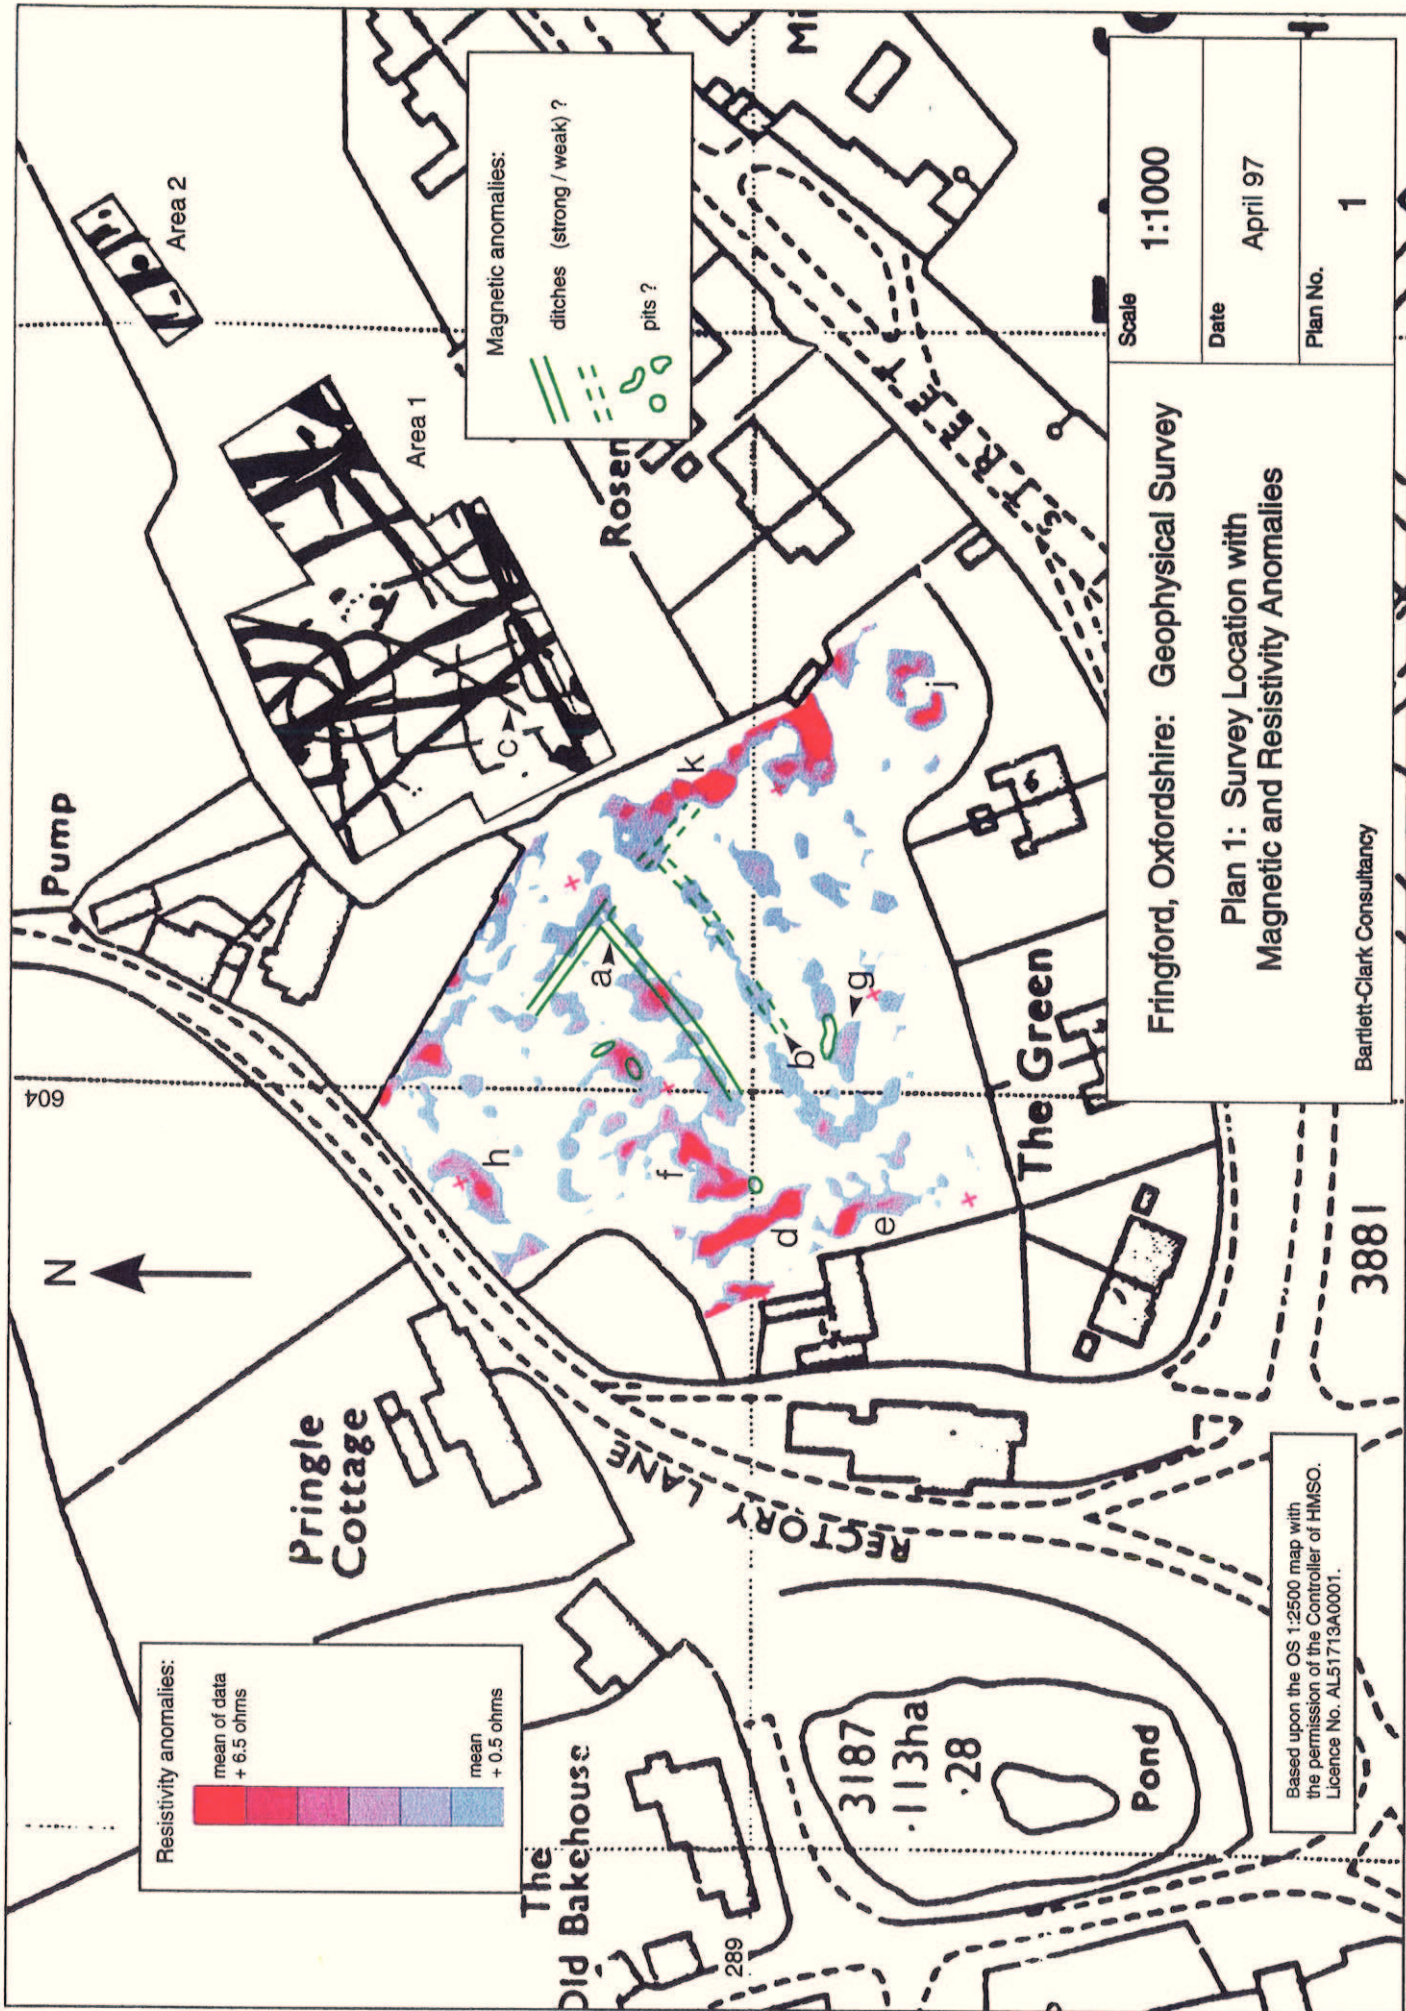 Resistivity anomalies:
mean of data
+ 6.5 ohms
mean
+ 0.5 ohms
N
604
Pump
Area 2
Area 1
Magnetic anomalies:
ditches (strong / weak) ?
pits ?
Pringle
Cottage
RECTORY LANE
The
Old Bakehouse
289
3187
.113ha
.28
Pond
h
f
d
e
a
b
g
c
k
j
The Green
Rosem
Mi
STREET
3881
Based upon the OS 1:2500 map with
the permission of the Controller of HMSO.
Licence No. AL51713A0001.
Fringford, Oxfordshire: Geophysical Survey
Plan 1: Survey Location with
Magnetic and Resistivity Anomalies
Bartlett-Clark Consultancy
Scale
1:1000
Date
April 97
Plan No.
1